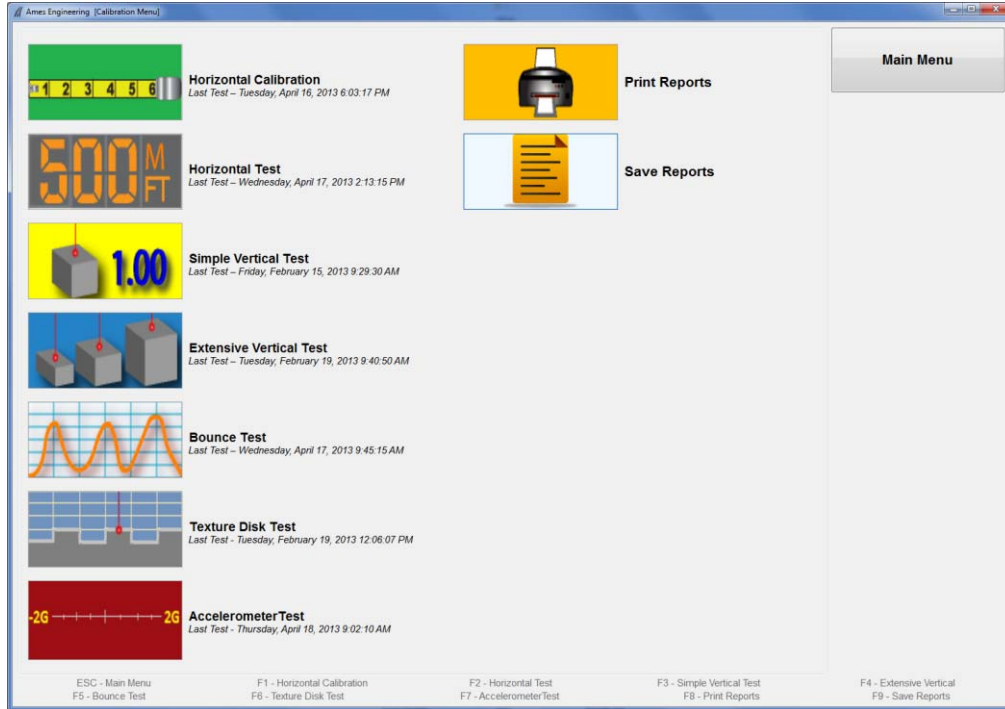 Ames Engineering [Calibration Menu]
1 2 3 4 5 6
Horizontal Calibration
Last Test – Tuesday, April 16, 2013 6:03:17 PM
500 M FT
Horizontal Test
Last Test – Wednesday, April 17, 2013 2:13:15 PM
1.00
Simple Vertical Test
Last Test – Friday, February 15, 2013 9:29:30 AM
Extensive Vertical Test
Last Test – Tuesday, February 19, 2013 9:40:50 AM
Bounce Test
Last Test – Wednesday, April 17, 2013 9:45:15 AM
Texture Disk Test
Last Test - Tuesday, February 19, 2013 12:06:07 PM
-2G 2G
AccelerometerTest
Last Test - Thursday, April 18, 2013 9:02:10 AM
Print Reports
Save Reports
Main Menu
ESC - Main Menu F1 - Horizontal Calibration F2 - Horizontal Test F3 - Simple Vertical Test F4 - Extensive Vertical
F5 - Bounce Test F6 - Texture Disk Test F7 - AccelerometerTest F8 - Print Reports F9 - Save Reports